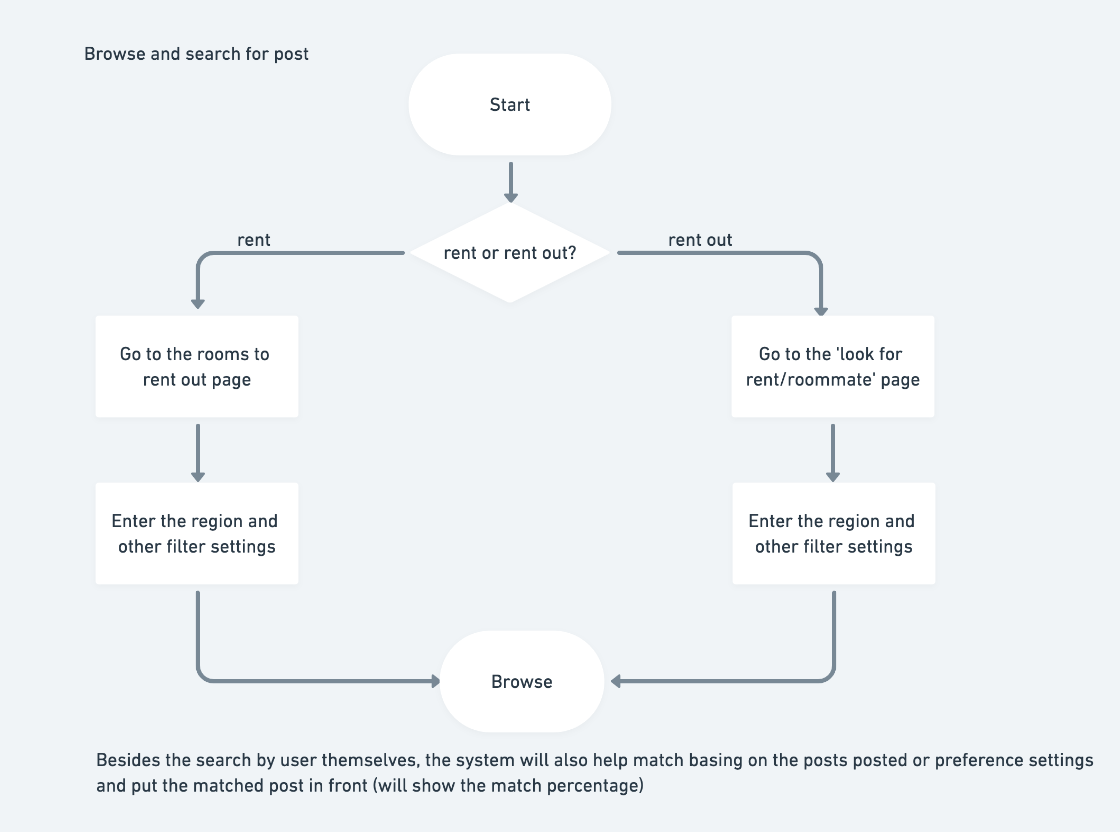 Browse and search for post
Start
rent or rent out?
rent
rent out
Go to the rooms to
rent out page
Go to the 'look for
rent/roommate' page
Enter the region and
other filter settings
Enter the region and
other filter settings
Browse
Besides the search by user themselves, the system will also help match basing on the posts posted or preference settings
and put the matched post in front (will show the match percentage)